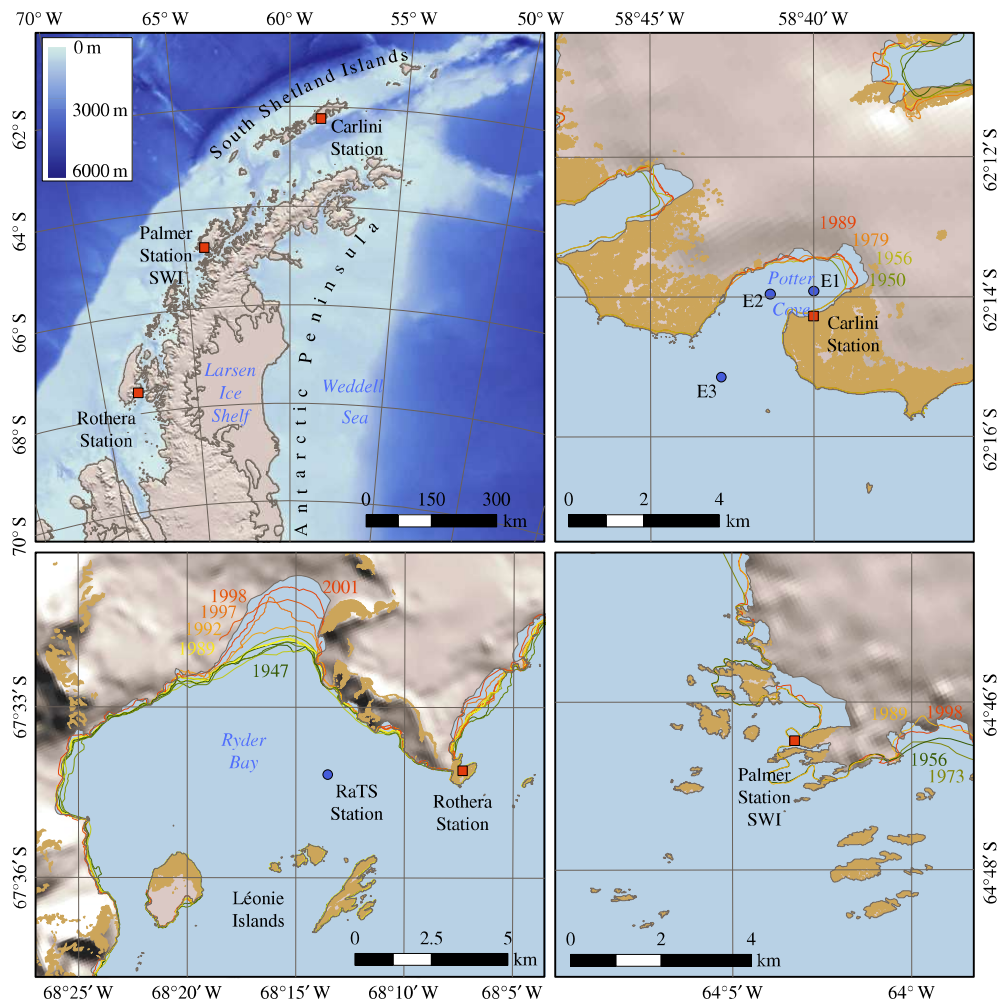 70° W 65° W 60° W 55° W 50° W 58°45′ W 58°40′ W
0 m
3000 m
6000 m
South Shetland Islands
Carlini
Station
Palmer
Station
SWI
Rothera
Station
Larsen
Ice
Shelf
Weddell
Sea
Antarctic Peninsula
0 150 300
km
62° S
64° S
66° S
68° S
70° S
1989
1979
1956
1950
Potter
Cove
E1
E2
E3
Carlini
Station
0 2 4
km
62°12′ S
62°14′ S
62°16′ S
2001
1998
1997
1992
1989
1947
Ryder
Bay
RaTS
Station
Rothera
Station
Léonie
Islands
0 2.5 5
km
67°33′ S
67°36′ S
68°25′ W 68°20′ W 68°15′ W 68°10′ W 68°5′ W
1989
1998
1956
1973
Palmer
Station
SWI
0 2 4
km
64°46′ S
64°48′ S
64°5′ W 64° W